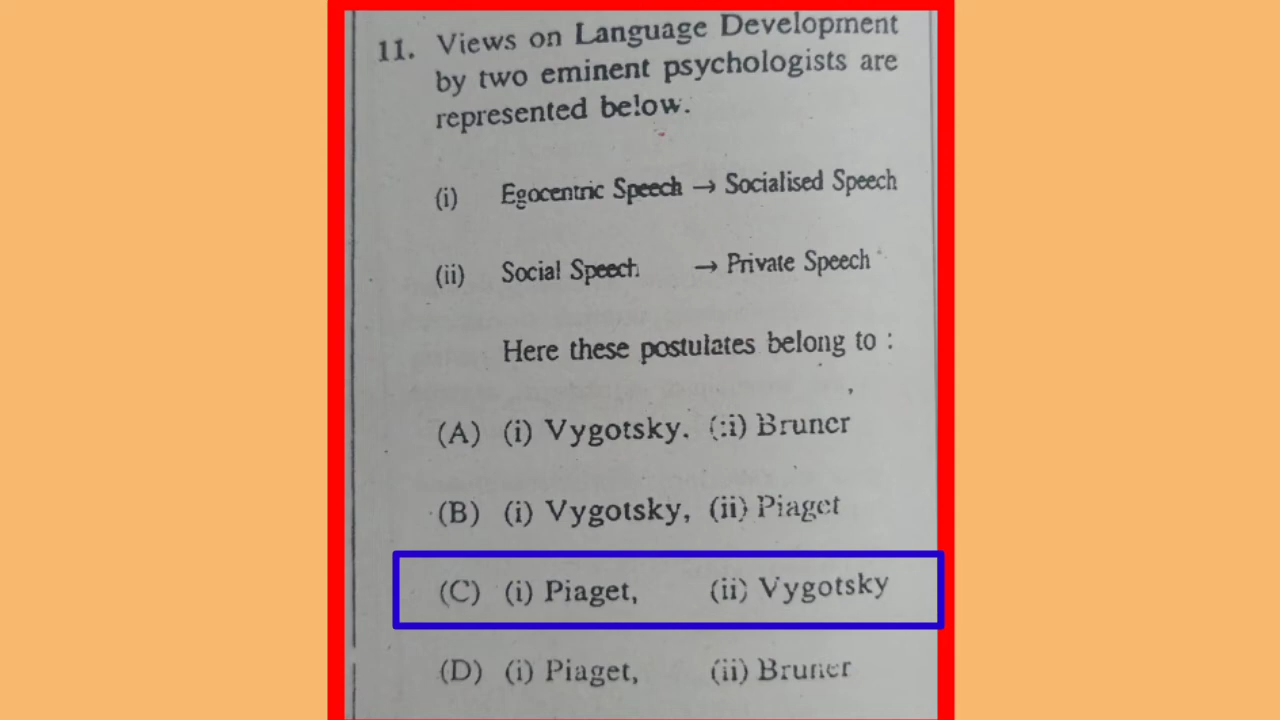 11. Views on Language Development
by two eminent psychologists are
represented below.
(i) Egocentric Speech → Socialised Speech
(ii) Social Speech → Private Speech
Here these postulates belong to :
(A) (i) Vygotsky. (ii) Bruner
(B) (i) Vygotsky, (ii) Piaget
(C) (i) Piaget, (ii) Vygotsky
(D) (i) Piaget, (ii) Bruner